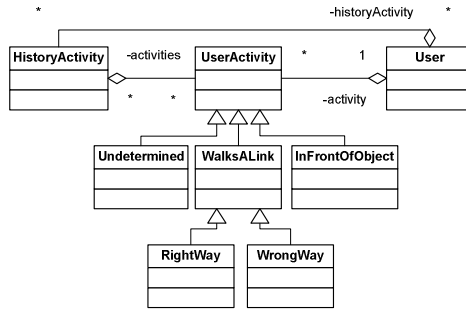 * -historyActivity *
HistoryActivity -activities UserActivity * 1 User
* * -activity
Undetermined WalksALink InFrontOfObject
RightWay WrongWay